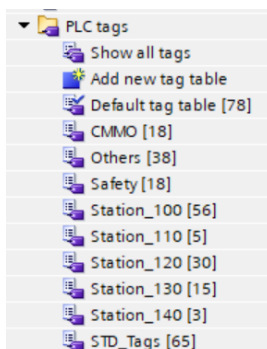 PLC tags
Show all tags
Add new tag table
Default tag table [78]
CMMO [18]
Others [38]
Safety [18]
Station_100 [56]
Station_110 [5]
Station_120 [30]
Station_130 [15]
Station_140 [3]
STD_Tags [65]